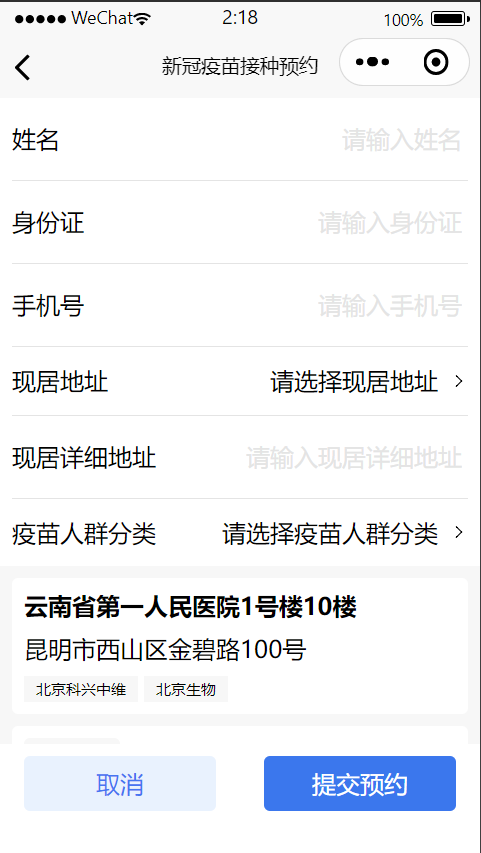 WeChat 2:18 100%
新冠疫苗接种预约
姓名 请输入姓名
身份证 请输入身份证
手机号 请输入手机号
现居地址 请选择现居地址
现居详细地址 请输入现居详细地址
疫苗人群分类 请选择疫苗人群分类
云南省第一人民医院1号楼10楼
昆明市西山区金碧路100号
北京科兴中维 北京生物
取消 提交预约